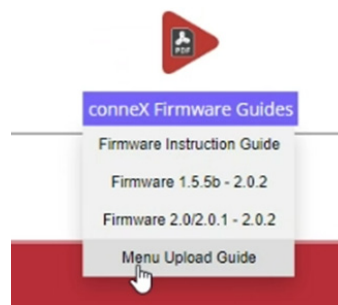 PDF
conneX Firmware Guides
Firmware Instruction Guide
Firmware 1.5.5b - 2.0.2
Firmware 2.0/2.0.1 - 2.0.2
Menu Upload Guide